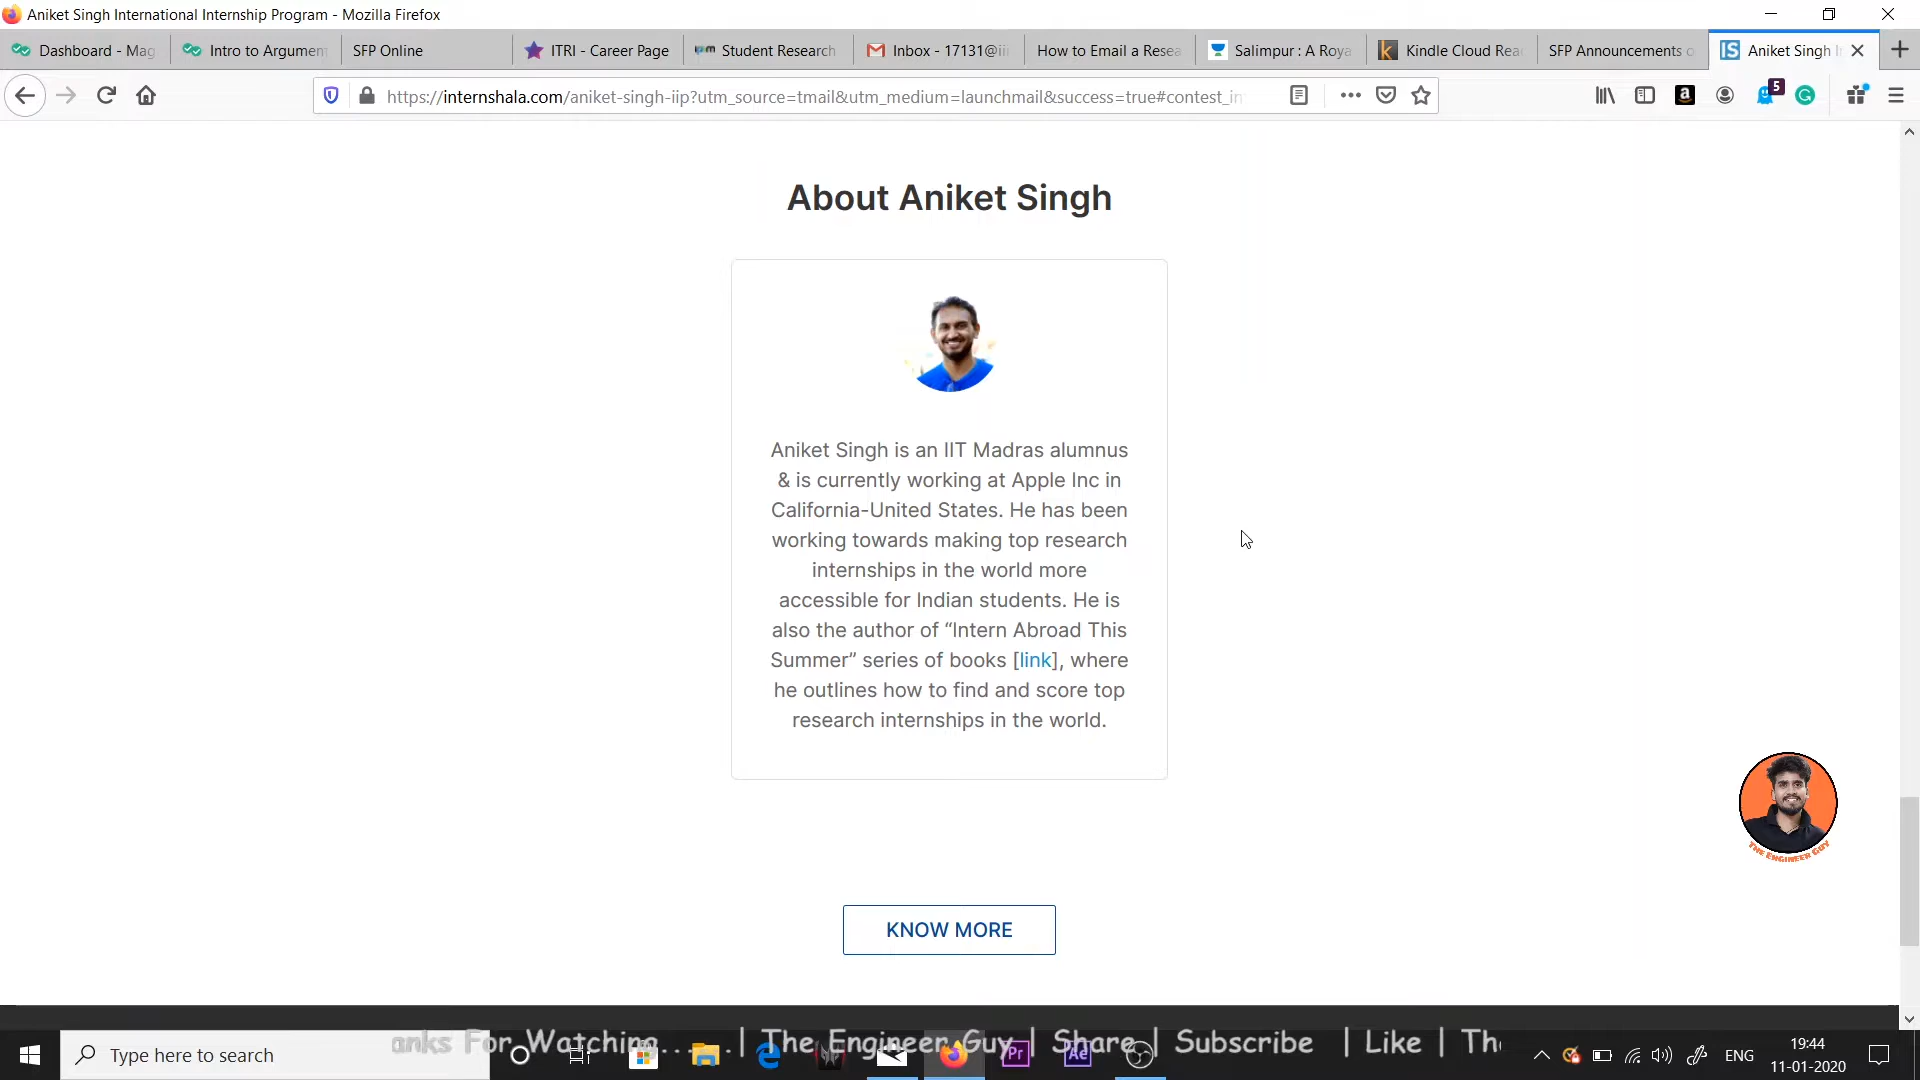 Aniket Singh International Internship Program - Mozilla Firefox
Dashboard - Mag
Intro to Argumen
SFP Online
ITRI - Career Page
Student Research
Inbox - 17131@iii
How to Email a Resea
Salimpur : A Roya
Kindle Cloud Rea
SFP Announcements o
Aniket Singh I
https://internshala.com/aniket-singh-iip?utm_source=tmail&utm_medium=launchmail&success=true#contest_in
5
About Aniket Singh
Aniket Singh is an IIT Madras alumnus
& is currently working at Apple Inc in
California-United States. He has been
working towards making top research
internships in the world more
accessible for Indian students. He is
also the author of “Intern Abroad This
Summer” series of books [link], where
he outlines how to find and score top
research internships in the world.
THE ENGINEER GUY
KNOW MORE
anks For Watching......| The Engineer Guy | Share | Subscribe | Like | Th
Type here to search
Pr
Ae
ENG
19:44
11-01-2020